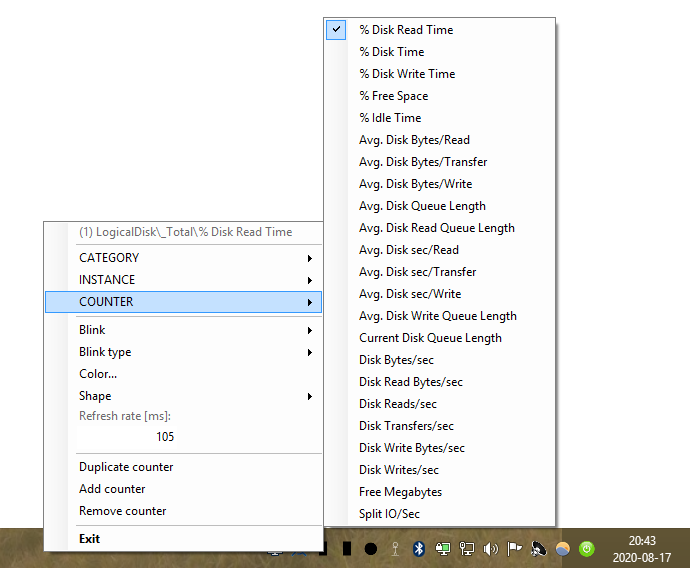 (1) LogicalDisk\_Total\% Disk Read Time
CATEGORY
INSTANCE
COUNTER
Blink
Blink type
Color...
Shape
Refresh rate [ms]:
105
Duplicate counter
Add counter
Remove counter
Exit
% Disk Read Time
% Disk Time
% Disk Write Time
% Free Space
% Idle Time
Avg. Disk Bytes/Read
Avg. Disk Bytes/Transfer
Avg. Disk Bytes/Write
Avg. Disk Queue Length
Avg. Disk Read Queue Length
Avg. Disk sec/Read
Avg. Disk sec/Transfer
Avg. Disk sec/Write
Avg. Disk Write Queue Length
Current Disk Queue Length
Disk Bytes/sec
Disk Read Bytes/sec
Disk Reads/sec
Disk Transfers/sec
Disk Write Bytes/sec
Disk Writes/sec
Free Megabytes
Split IO/Sec
20:43
2020-08-17